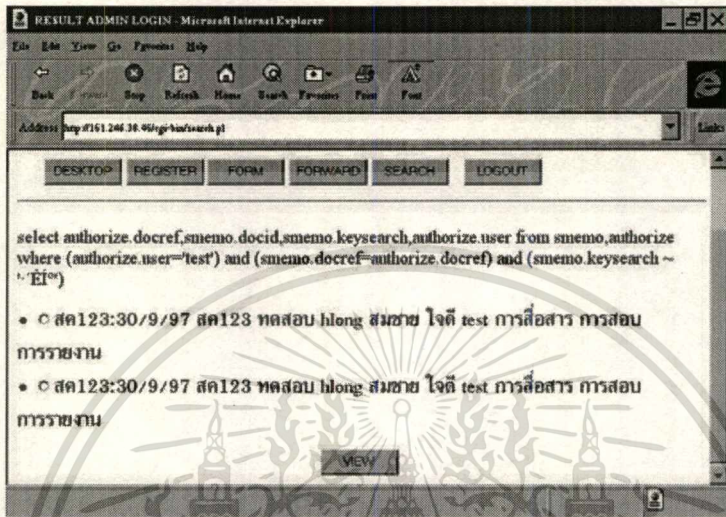 RESULT ADMIN LOGIN - Microsoft Internet Explorer
File Edit View Go Favorites Help
Back Forward Stop Refresh Home Search Favorites Print Font
Address http://161.246.38.46/cgi-bin/search.pl Links
DESKTOP REGISTER FORM FORWARD SEARCH LOGOUT
select authorize.docref,smemo.docid,smemo.keysearch,authorize.user from smemo,authorize
where (authorize.user='test') and (smemo.docref=authorize.docref) and (smemo.keysearch ~
สค123:30/9/97 สค123 ทดสอบ hlong สมชาย ใจดี test การสื่อสาร การสอบ
การรายงาน
สค123:30/9/97 สค123 ทดสอบ hlong สมชาย ใจดี test การสื่อสาร การสอบ
การรายงาน
VIEW